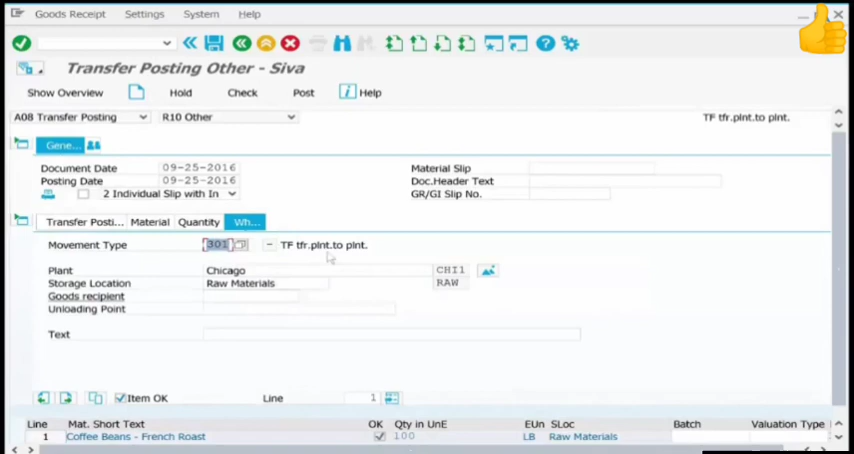 Goods Receipt Settings System Help
Transfer Posting Other - Siva
Show Overview Hold Check Post Help
A08 Transfer Posting R10 Other TF tfr.plnt.to plnt.
Gene...
Document Date 09-25-2016 Material Slip
Posting Date 09-25-2016 Doc.Header Text
2 Individual Slip with In GR/GI Slip No.
Transfer Posti... Material Quantity Wh...
Movement Type 301 - TF tfr.plnt.to plnt.
Plant Chicago CHI1
Storage Location Raw Materials RAW
Goods recipient
Unloading Point
Text
Item OK Line 1
Line Mat. Short Text OK Qty in UnE EUn SLoc Batch Valuation Type
1 Coffee Beans - French Roast 100 LB Raw Materials